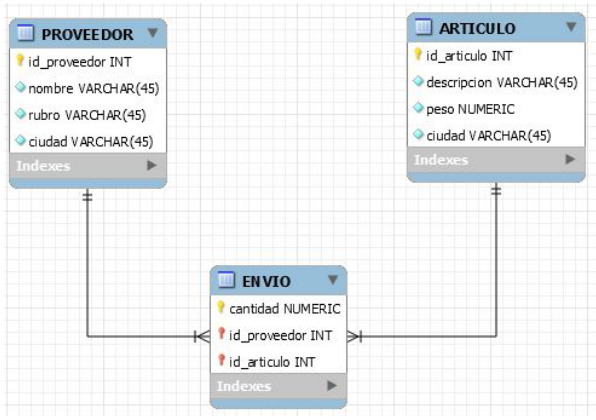 PROVEEDOR
id_proveedor INT
nombre VARCHAR(45)
rubro VARCHAR(45)
ciudad VARCHAR(45)
Indexes
ARTICULO
id_articulo INT
descripcion VARCHAR(45)
peso NUMERIC
ciudad VARCHAR(45)
Indexes
ENVIO
cantidad NUMERIC
id_proveedor INT
id_articulo INT
Indexes